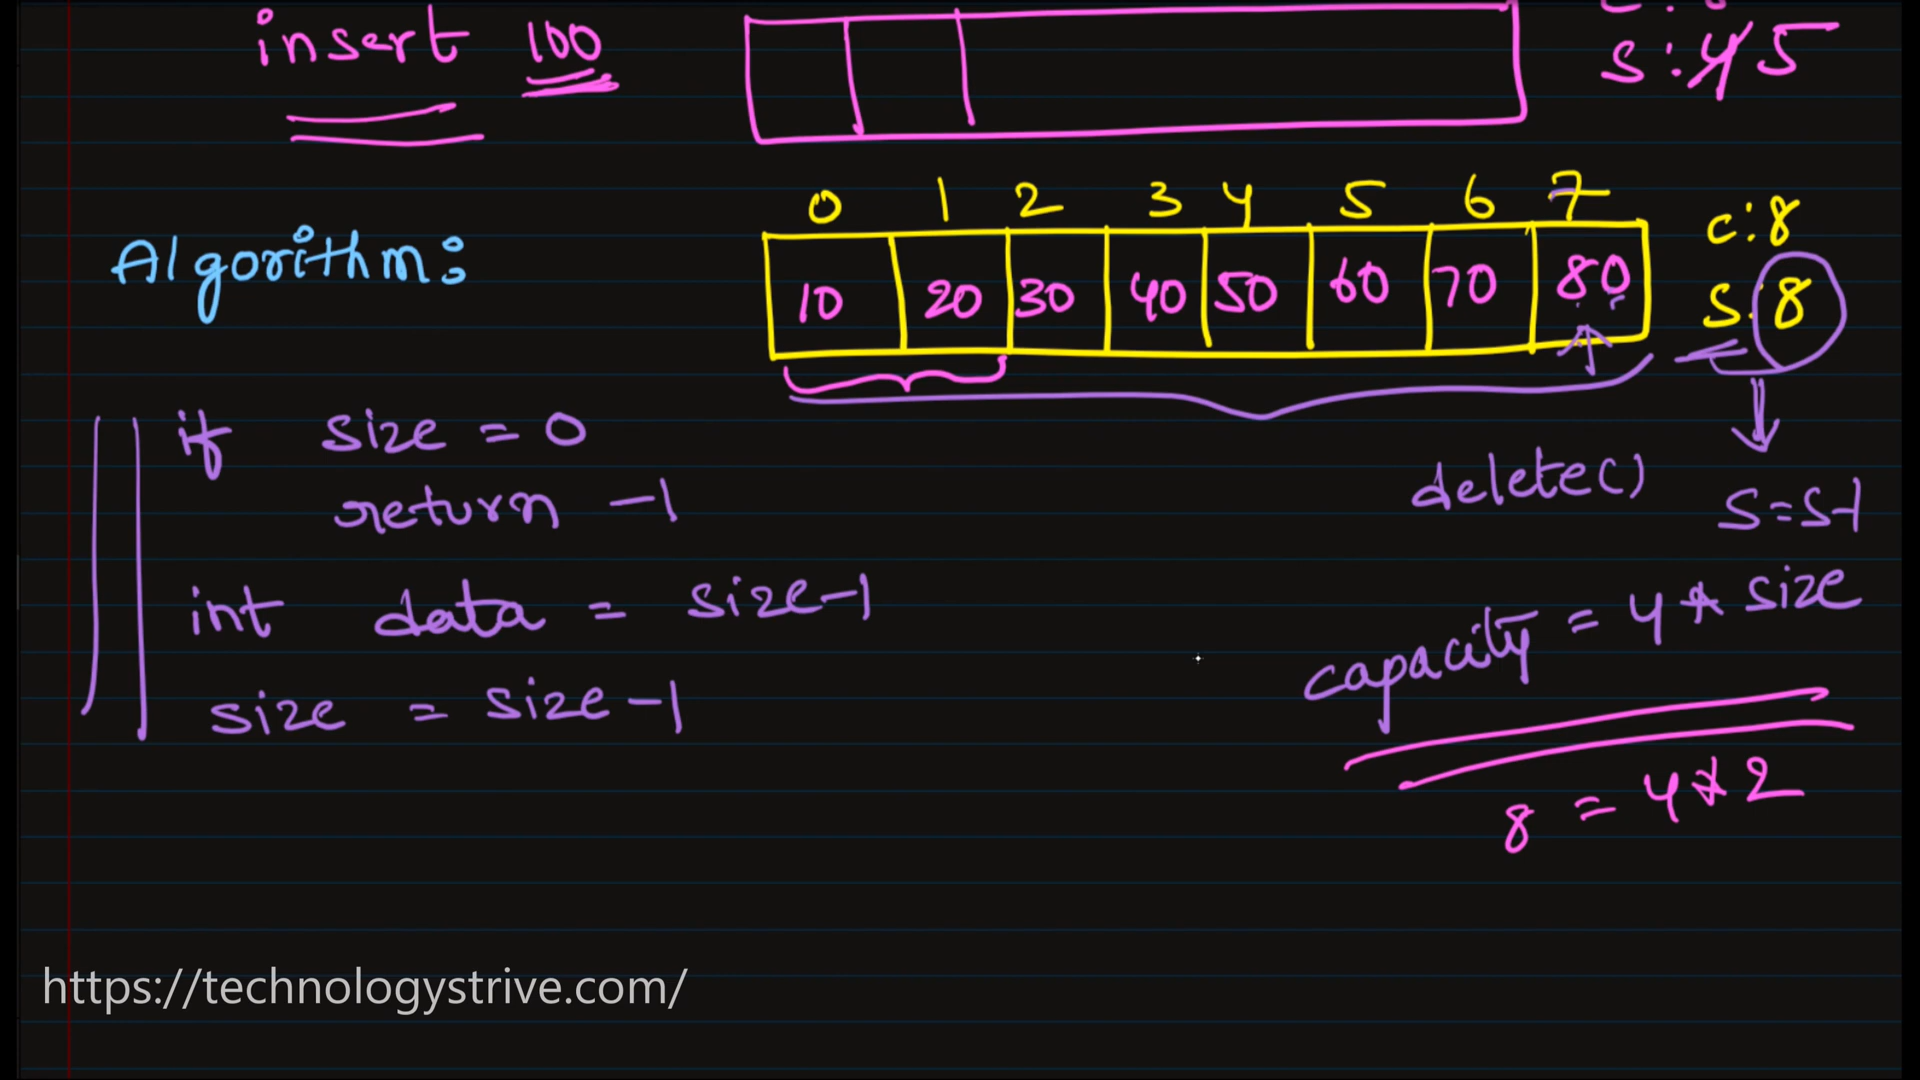 insert 100
s: 4 5
0 1 2 3 4 5 6 7
c:8
Algorithm:
10 20 30 40 50 60 70 80
S:8
if size = 0
delete()
return -1
S=S-1
int data = size-1
capacity = 4 * size
size = size-1
8 = 4*2
https://technologystrive.com/